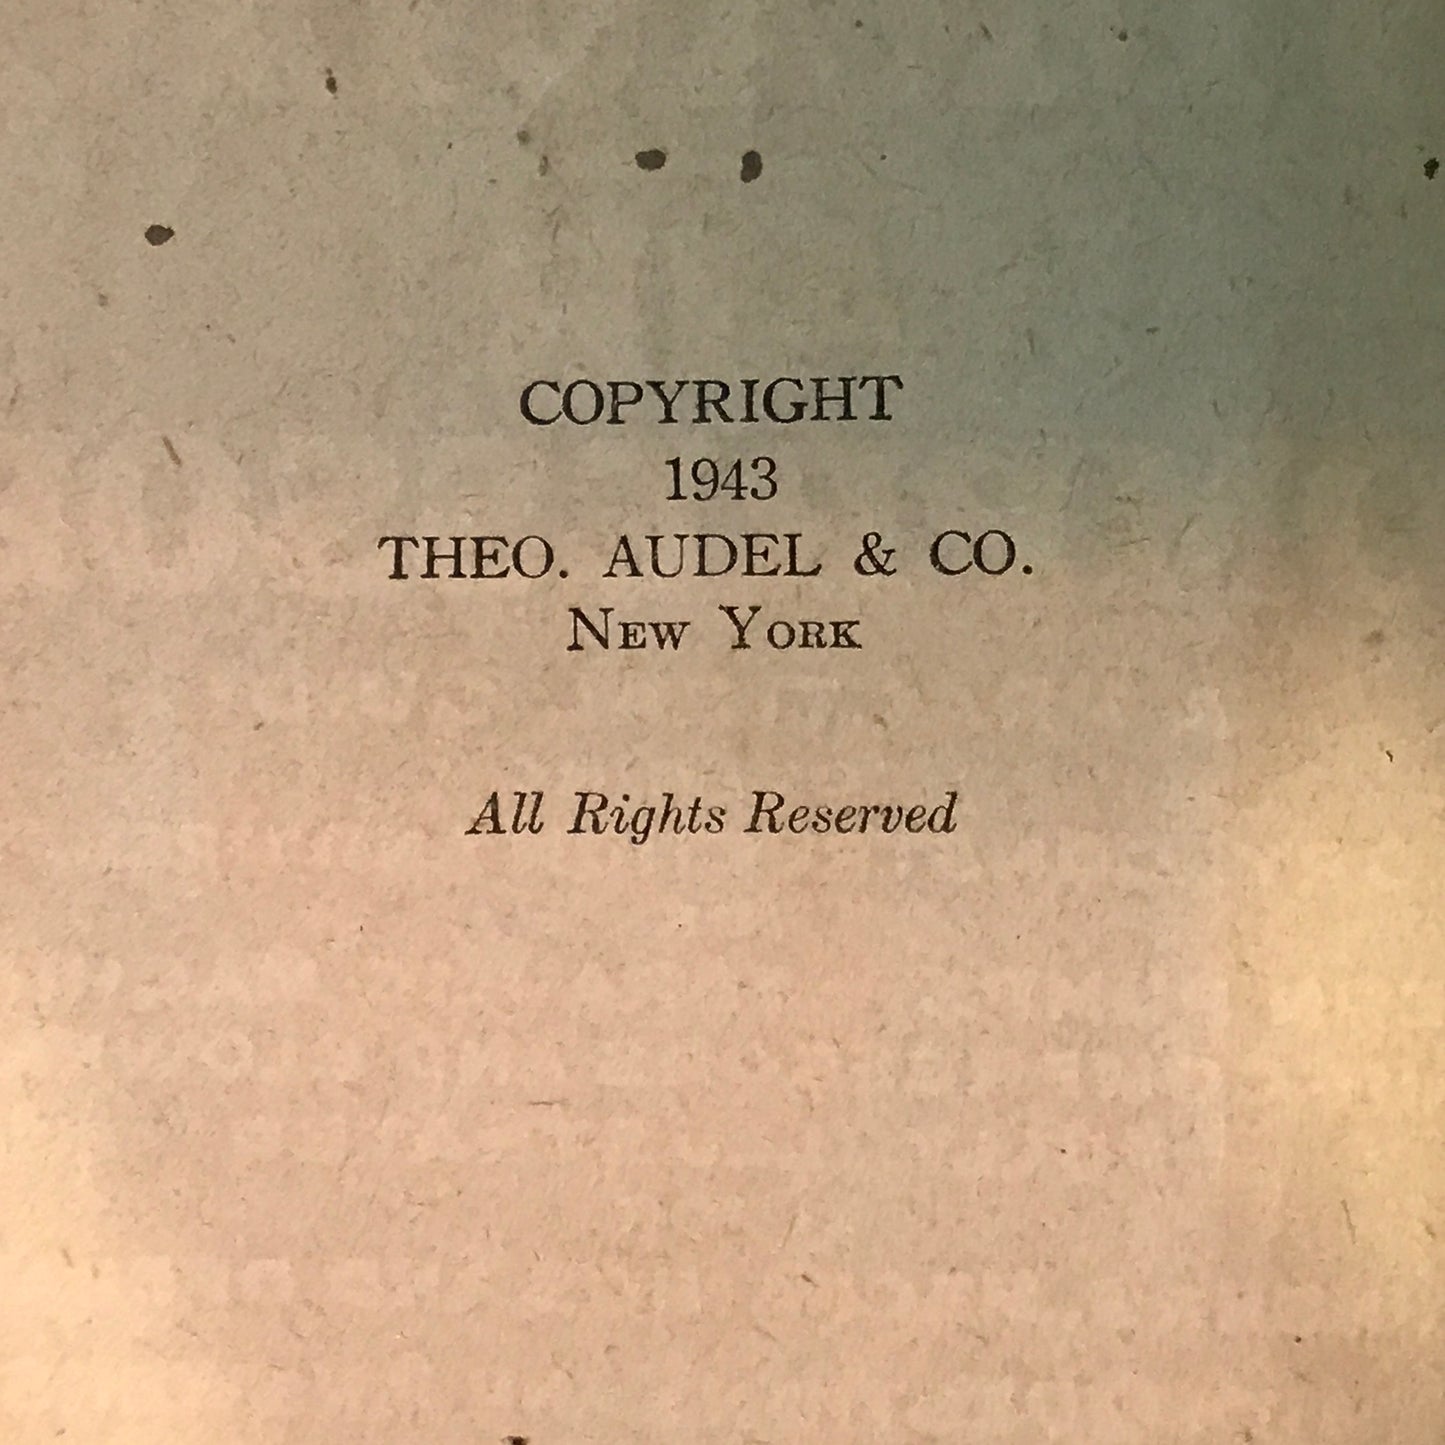 COPYRIGHT
1943
THEO. AUDEL & CO.
New York
All Rights Reserved